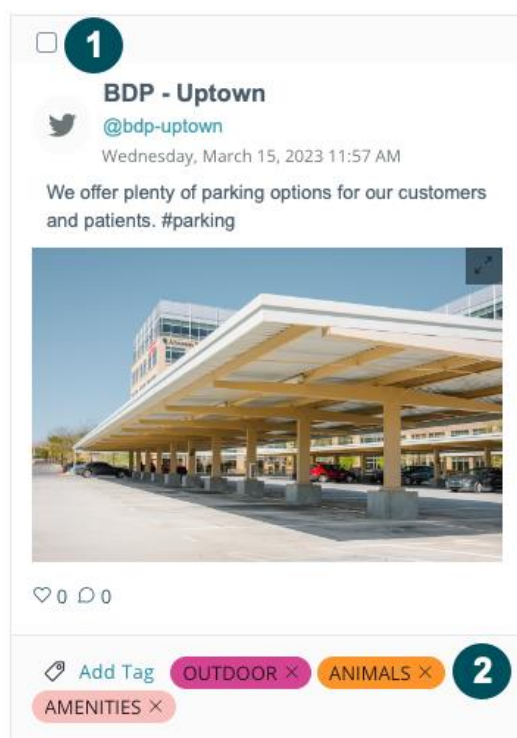 1
BDP - Uptown
@bdp-uptown
Wednesday, March 15, 2023 11:57 AM
We offer plenty of parking options for our customers
and patients. #parking
0 0
Add Tag OUTDOOR × ANIMALS × 2
AMENITIES ×